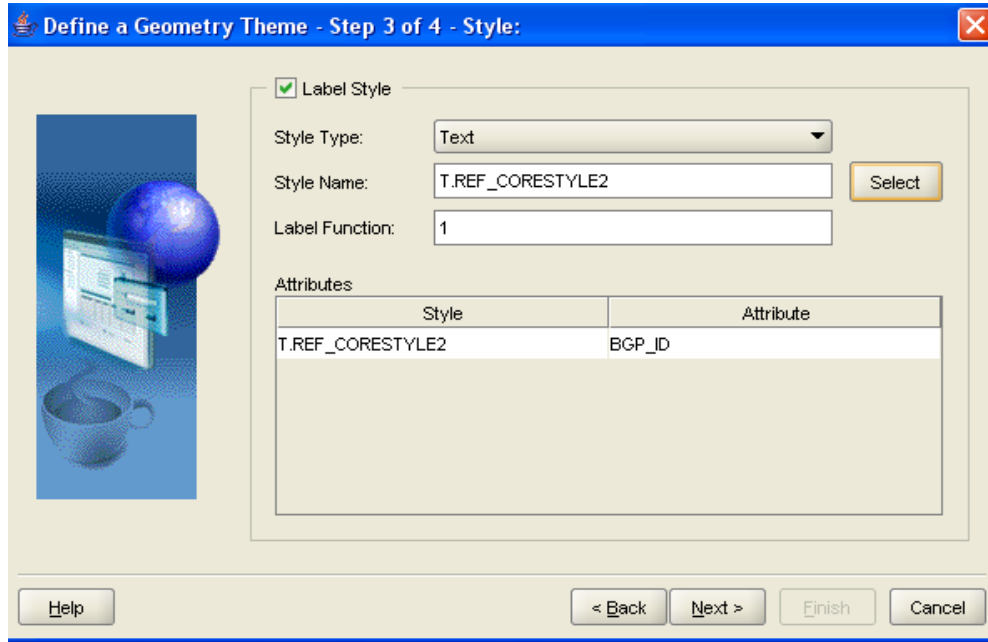 Define a Geometry Theme - Step 3 of 4 - Style:
Label Style
Style Type: Text
Style Name: T.REF_CORESTYLE2 Select
Label Function: 1
Attributes
Style Attribute
T.REF_CORESTYLE2 BGP_ID
Help < Back Next > Finish Cancel